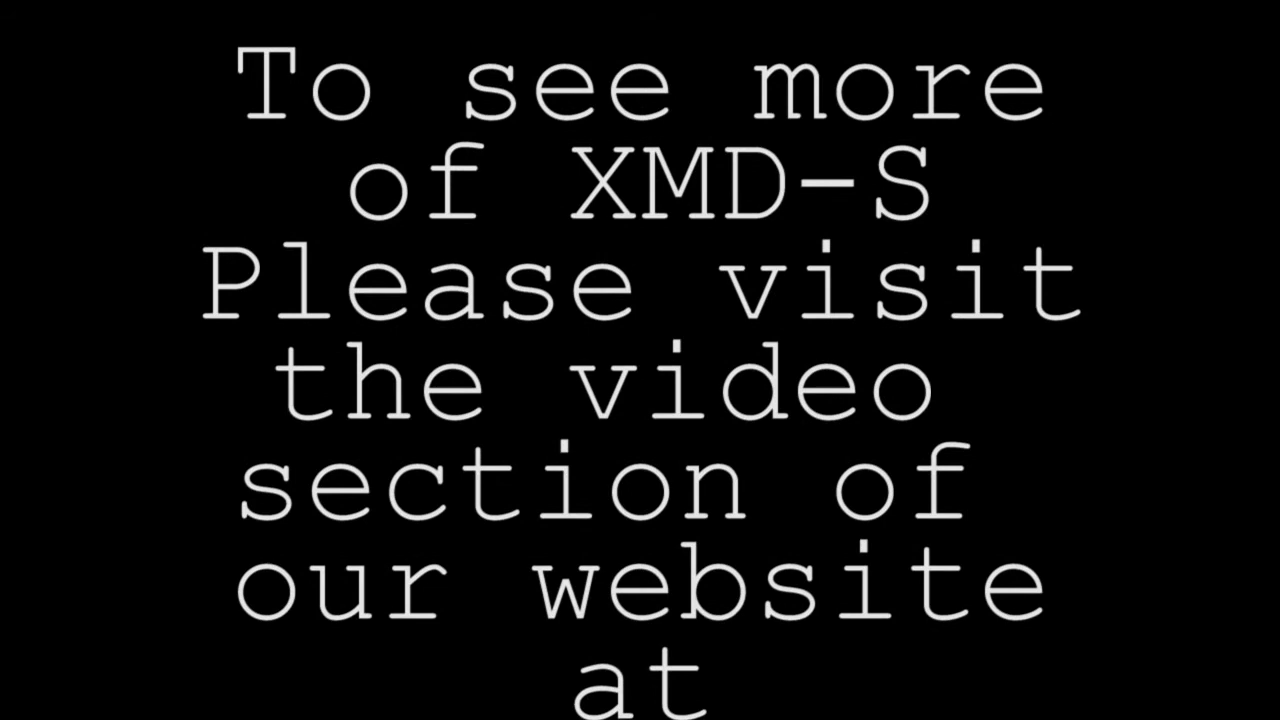 To see more
of XMD-S
Please visit
the video
section of
our website
at